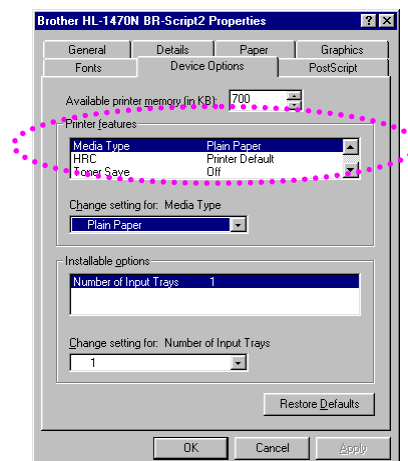 Brother HL-1470N BR-Script2 Properties
General Details Paper Graphics
Fonts Device Options PostScript
Available printer memory (in KB): 700
Printer features
Media Type Plain Paper
HRC Printer Default
Toner Save Off
Change setting for: Media Type
Plain Paper
Installable options
Number of Input Trays 1
Change setting for: Number of Input Trays
1
Restore Defaults
OK Cancel Apply